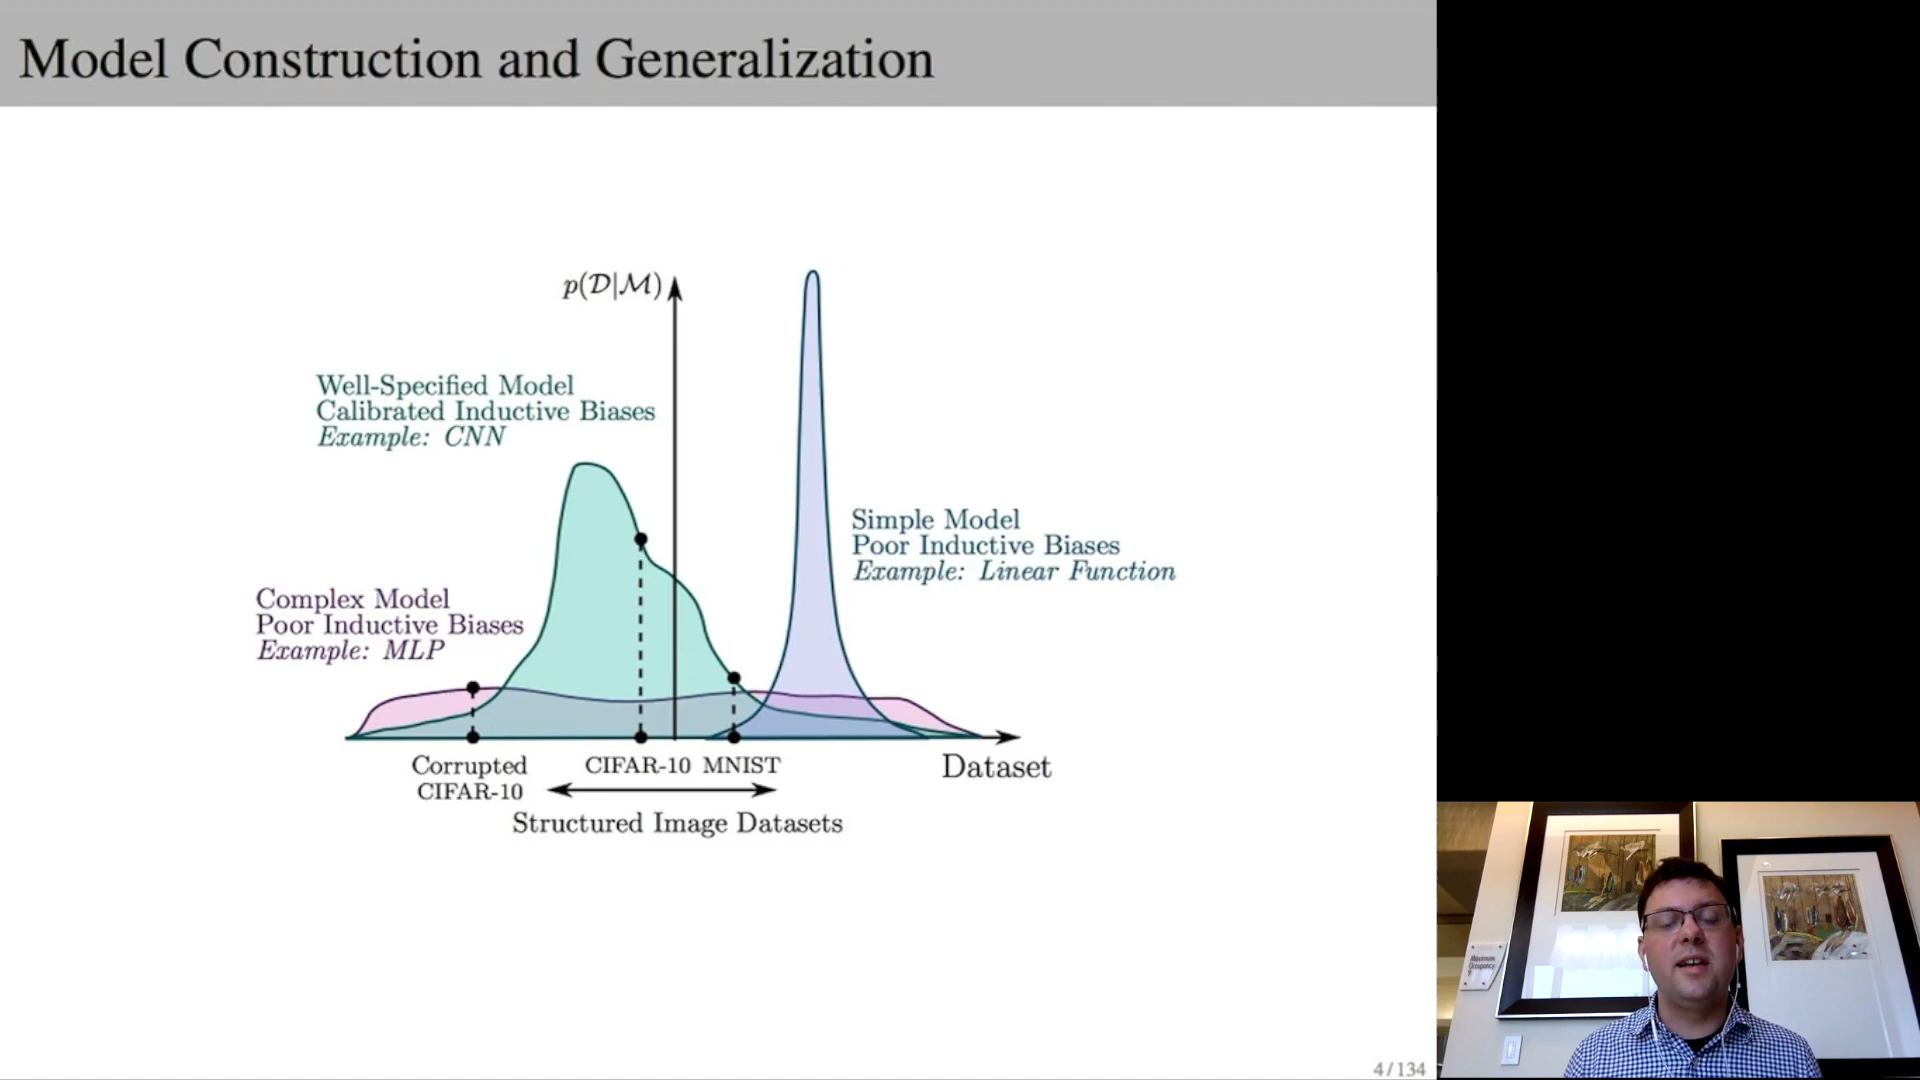 Model Construction and Generalization
p(𝒟|ℳ)
Well-Specified Model
Calibrated Inductive Biases
Example: CNN
Simple Model
Poor Inductive Biases
Example: Linear Function
Complex Model
Poor Inductive Biases
Example: MLP
Corrupted
CIFAR-10
CIFAR-10
MNIST
Dataset
Structured Image Datasets
4/134
Maximum
Occupancy